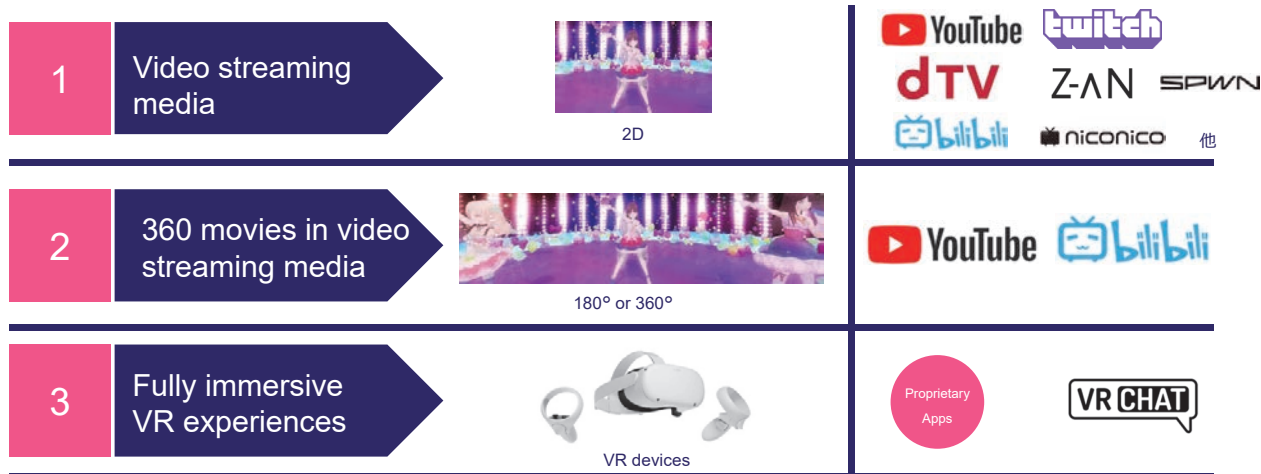 1
Video streaming
media
2D
YouTube
twitch
dTV
Z-ΛN
SPWN
bilibili
niconico
他
2
360 movies in video
streaming media
180° or 360°
YouTube
bilibili
3
Fully immersive
VR experiences
VR devices
Proprietary
Apps
VR CHAT